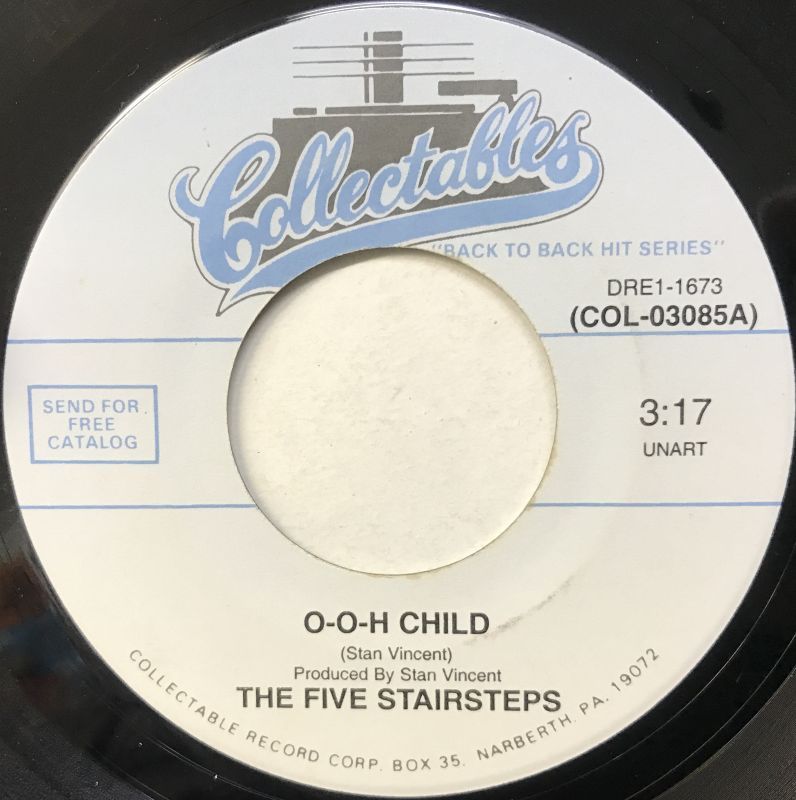 Collectables
"BACK TO BACK HIT SERIES"
DRE1-1673
(COL-03085A)
SEND FOR
FREE
CATALOG
3:17
UNART
O-O-H CHILD
(Stan Vincent)
Produced By Stan Vincent
THE FIVE STAIRSTEPS
COLLECTABLE RECORD CORP. BOX 35. NARBERTH. PA. 19072